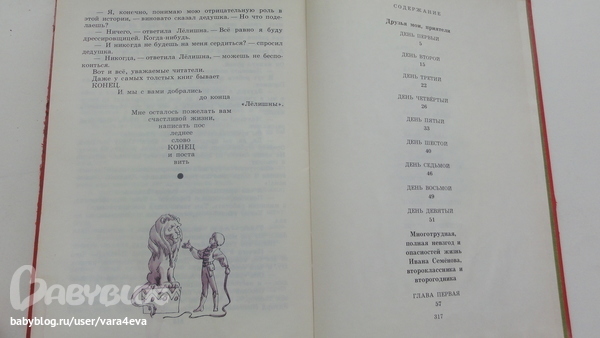 — Я, конечно, понимаю мою отрицательную роль в
этой истории, — виновато сказал дедушка. — Но что поде-
лаешь?
— Ничего, — ответила Лёлишна. — Всё равно я буду
дрессировщицей. Когда-нибудь.
— И никогда не будешь на меня сердиться? — спросил
дедушка.
— Никогда, — ответила Лёлишна, — можешь не беспо-
коиться.
Вот и всё, уважаемые читатели.
Даже у самых толстых книг бывает
КОНЕЦ.
И мы с вами добрались
до конца
«Лёлишны».
Мне осталось пожелать вам
счастливой жизни,
написать пос
леднее
слово
КОНЕЦ
и поста
вить
СОДЕРЖАНИЕ
Друзья мои, приятели
ДЕНЬ ПЕРВЫЙ
5
ДЕНЬ ВТОРОЙ
15
ДЕНЬ ТРЕТИЙ
22
ДЕНЬ ЧЕТВЁРТЫЙ
26
ДЕНЬ ПЯТЫЙ
33
ДЕНЬ ШЕСТОЙ
40
ДЕНЬ СЕДЬМОЙ
46
ДЕНЬ ВОСЬМОЙ
49
ДЕНЬ ДЕВЯТЫЙ
51
Многотрудная,
полная невзгод и
опасностей жизнь
Ивана Семёнова,
второклассника и
второгодника
ГЛАВА ПЕРВАЯ
57
317
BABYBLOG
babyblog.ru/user/vara4eva